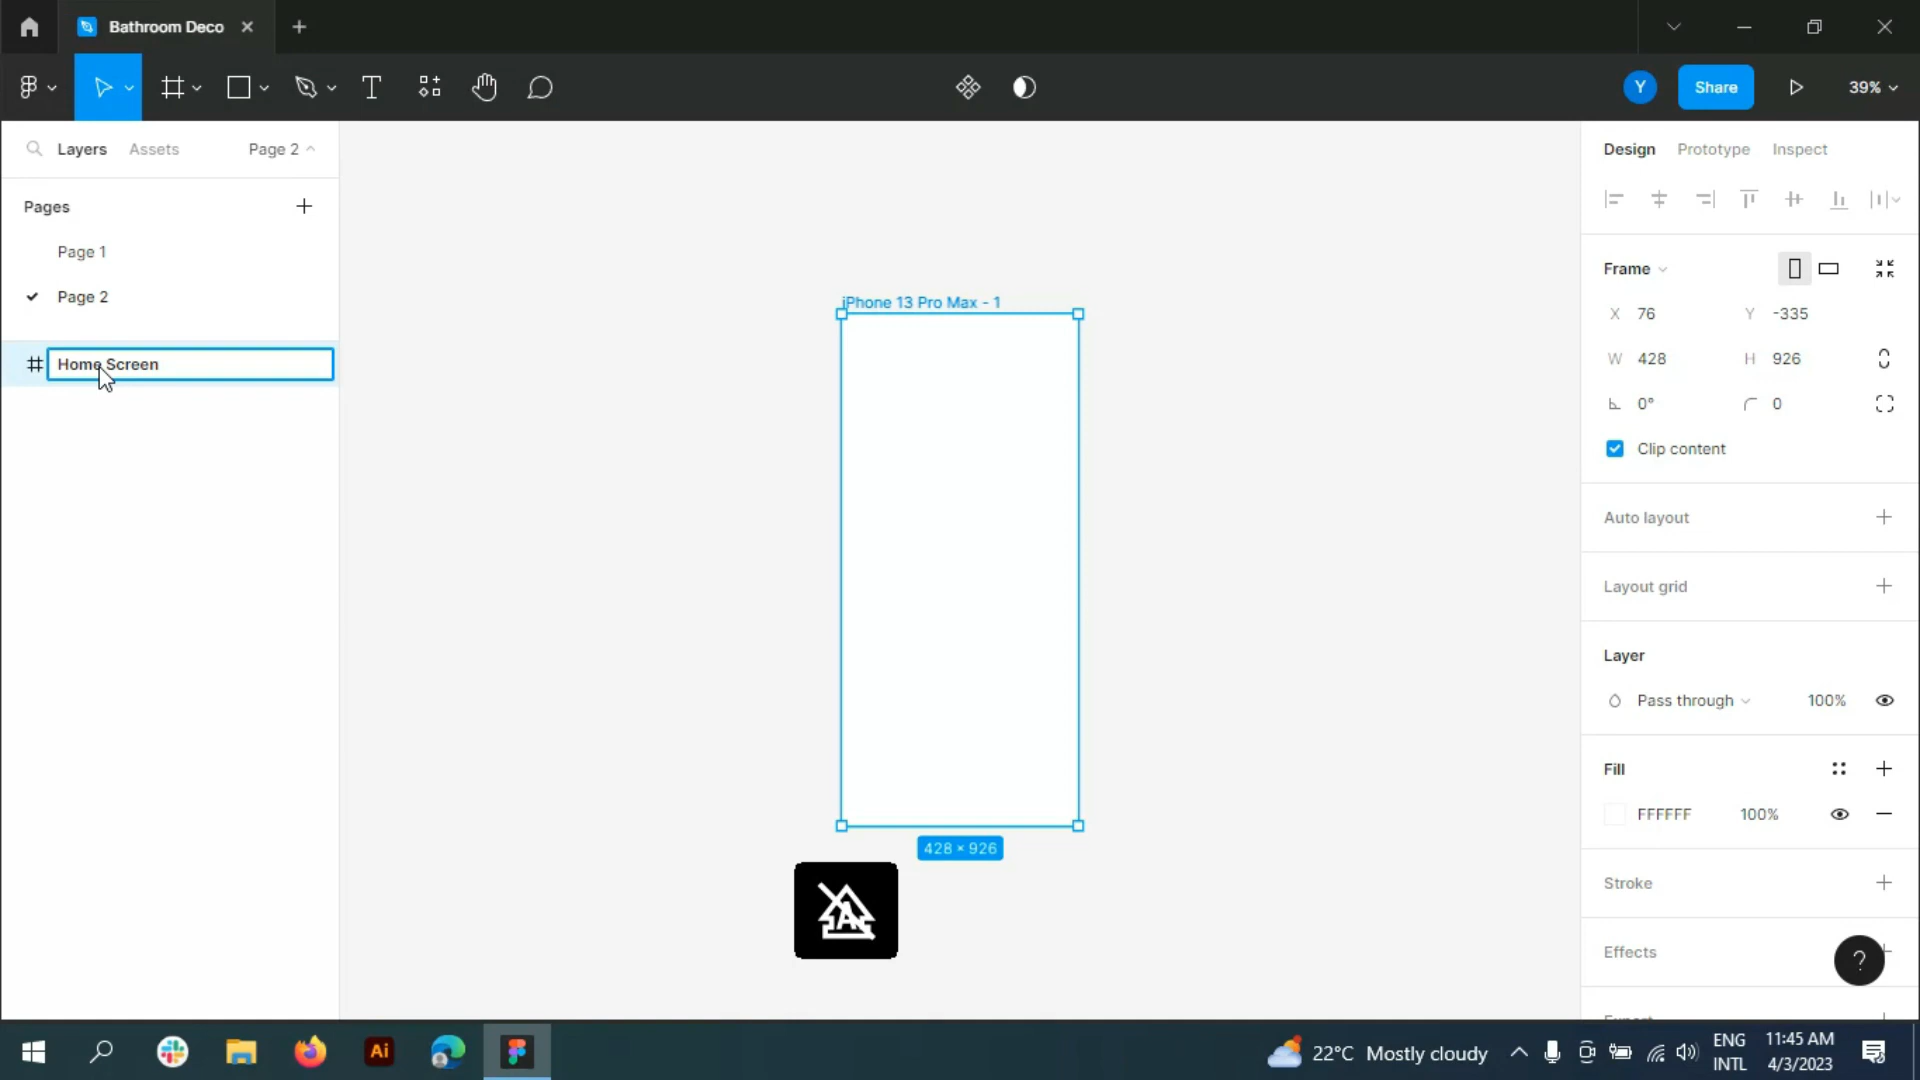 Bathroom Deco
Share
39%
Layers
Assets
Page 2
Pages
Page 1
Page 2
Home Screen
iPhone 13 Pro Max - 1
428 × 926
A
Design
Prototype
Inspect
Frame
X 76
Y -335
W 428
H 926
0°
0
Clip content
Auto layout
Layout grid
Layer
Pass through
100%
Fill
FFFFFF
100%
Stroke
Effects
?
Y
Ai
22°C Mostly cloudy
ENG
INTL
11:45 AM
4/3/2023